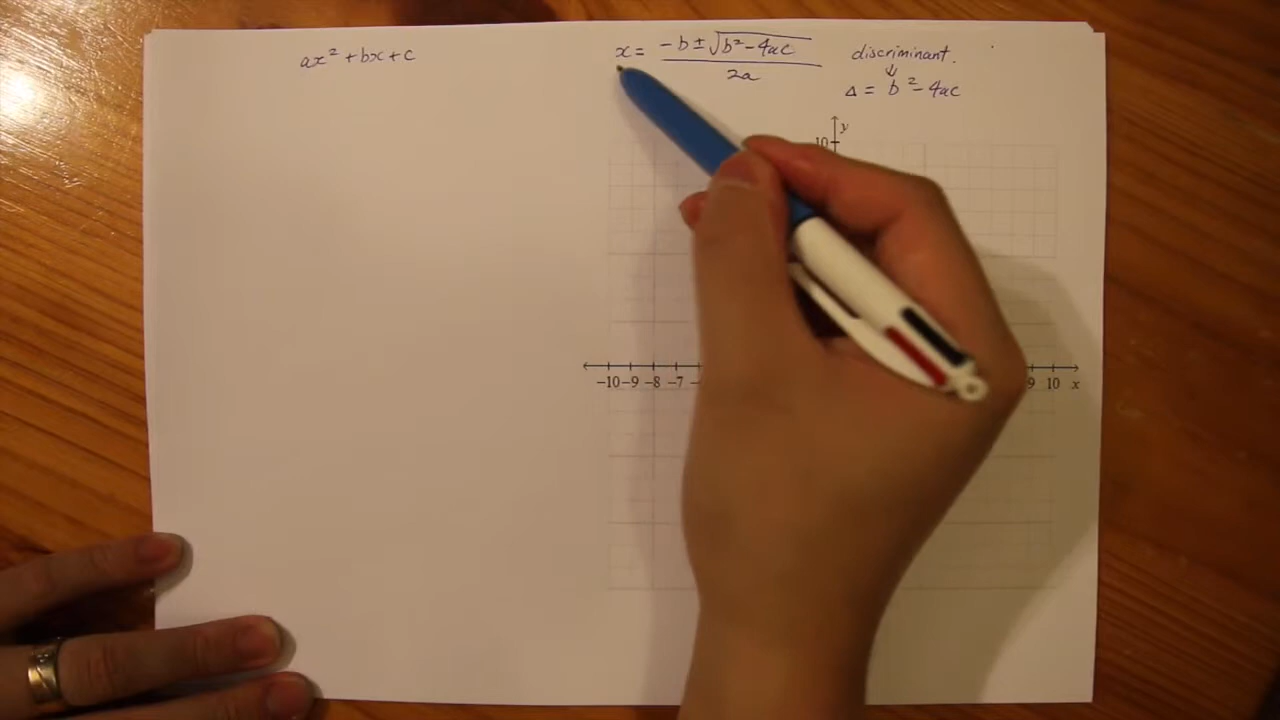 ax² + bx + c
x = (-b ± √(b² - 4ac)) / 2a
discriminant.
↓
Δ = b² - 4ac
10 y
-10 -9 -8 -7 9 10 x